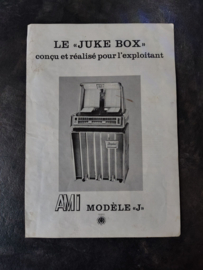 LE «JUKE BOX»
conçu et réalisé pour l'exploitant
AMI MODÈLE «J»